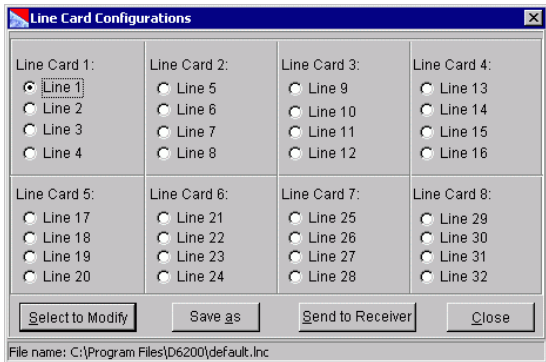 Line Card Configurations
Line Card 1:
Line 1
Line 2
Line 3
Line 4
Line Card 2:
Line 5
Line 6
Line 7
Line 8
Line Card 3:
Line 9
Line 10
Line 11
Line 12
Line Card 4:
Line 13
Line 14
Line 15
Line 16
Line Card 5:
Line 17
Line 18
Line 19
Line 20
Line Card 6:
Line 21
Line 22
Line 23
Line 24
Line Card 7:
Line 25
Line 26
Line 27
Line 28
Line Card 8:
Line 29
Line 30
Line 31
Line 32
Select to Modify
Save as
Send to Receiver
Close
File name: C:\Program Files\D6200\default.lnc